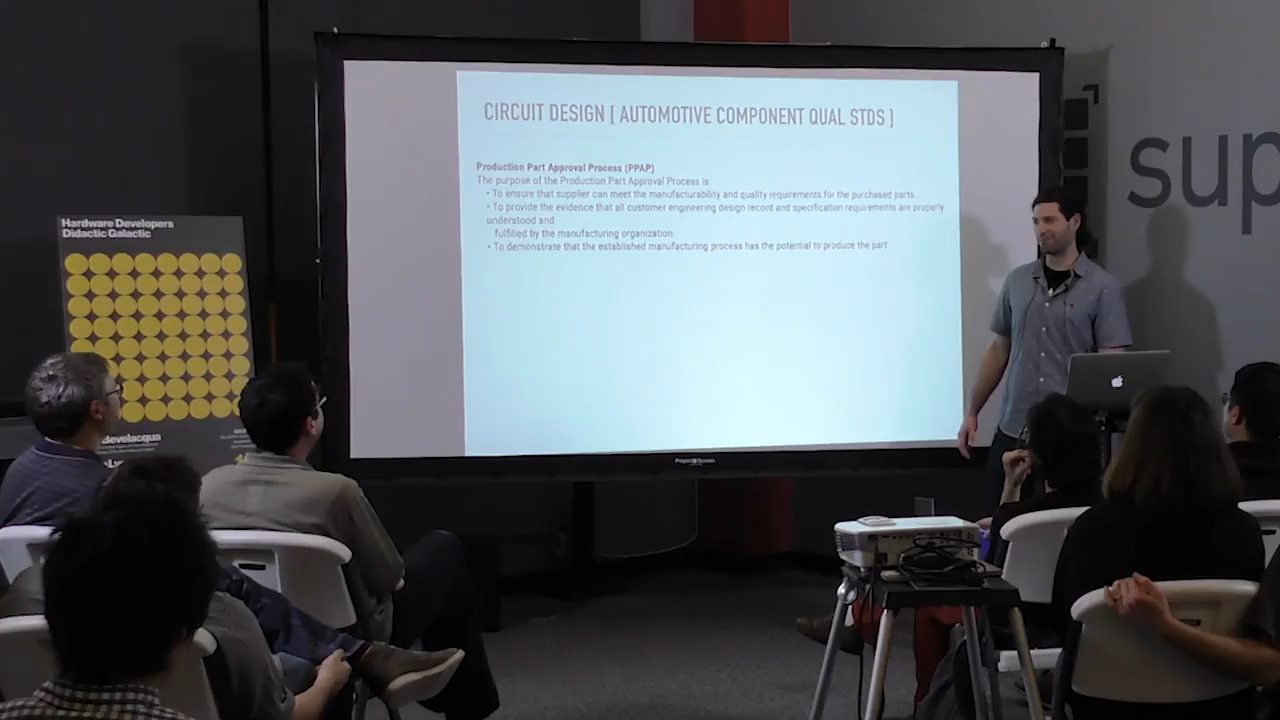 CIRCUIT DESIGN [ AUTOMOTIVE COMPONENT QUAL STDS ]
Production Part Approval Process (PPAP)
The purpose of the Production Part Approval Process is
• To ensure that supplier can meet the manufacturability and quality requirements for the purchased parts.
• To provide the evidence that all customer engineering design record and specification requirements are properly
understood and
fulfilled by the manufacturing organization.
• To demonstrate that the established manufacturing process has the potential to produce the part
sup
Hardware Developers
Didactic Galactic
develacqua